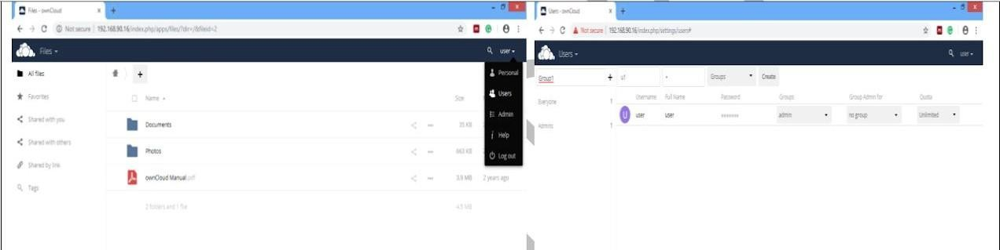 Files - ownCloud
Not secure 192.168.90.16/index.php/apps/files/?dir=/&fileid=2
Files
user
All files
Favorites
Shared with you
Shared with others
Shared by link
Tags
+
Name
Size
Documents
35 KB
Photos
663 KB
ownCloud Manual.pdf
3.9 MB
2 years ago
2 folders and 1 file
4.5 MB
Personal
Users
Admin
Help
Log out
Users - ownCloud
Not secure 192.168.90.16/index.php/settings/users#
Users
user
Group1 +
u1
•
Groups
Create
Everyone 1
Admins 1
Username Full Name Password Groups Group Admin for Quota
U user user ●●●●●●● admin no group Unlimited